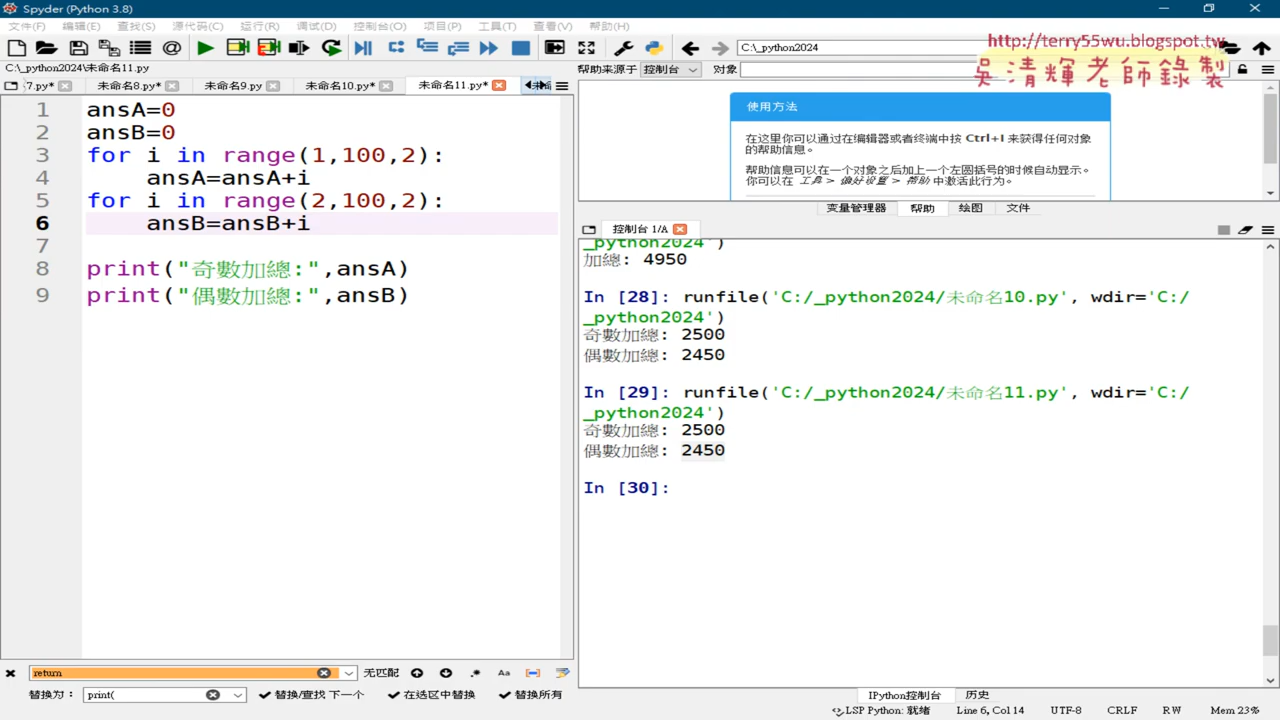 Spyder (Python 3.8)
文件(F) 编辑(E) 查找(S) 源代码(C) 运行(R) 调试(D) 控制台(O) 项目(P) 工具(T) 查看(V) 帮助(H)
C:\_python2024
http://terry55wu.blogspot.tw
吳清輝老師錄製
C:\_python2024\未命名11.py
帮助来源于 控制台 对象
7.py* 未命名8.py* 未命名9.py 未命名10.py* 未命名11.py*
1 ansA=0
2 ansB=0
3 for i in range(1,100,2):
4 ansA=ansA+i
5 for i in range(2,100,2):
6 ansB=ansB+i
7
8 print("奇數加總:",ansA)
9 print("偶數加總:",ansB)
使用方法
在这里你可以通过在编辑器或者终端中按 Ctrl+I 来获得任何对象
的帮助信息。
帮助信息可以在一个对象之后加上一个左圆括号的时候自动显示。
你可以在 工具 > 偏好设置 > 帮助 中激活此行为。
变量管理器 帮助 绘图 文件
控制台 1/A
_python2024')
加總: 4950
In [28]: runfile('C:/_python2024/未命名10.py', wdir='C:/
_python2024')
奇數加總: 2500
偶數加總: 2450
In [29]: runfile('C:/_python2024/未命名11.py', wdir='C:/
_python2024')
奇數加總: 2500
偶數加總: 2450
In [30]:
return 无匹配 Aa
替换为: print( 替换/查找 下一个 在选区中替换 替换所有
IPython控制台 历史
LSP Python: 就绪 Line 6, Col 14 UTF-8 CRLF RW Mem 23%